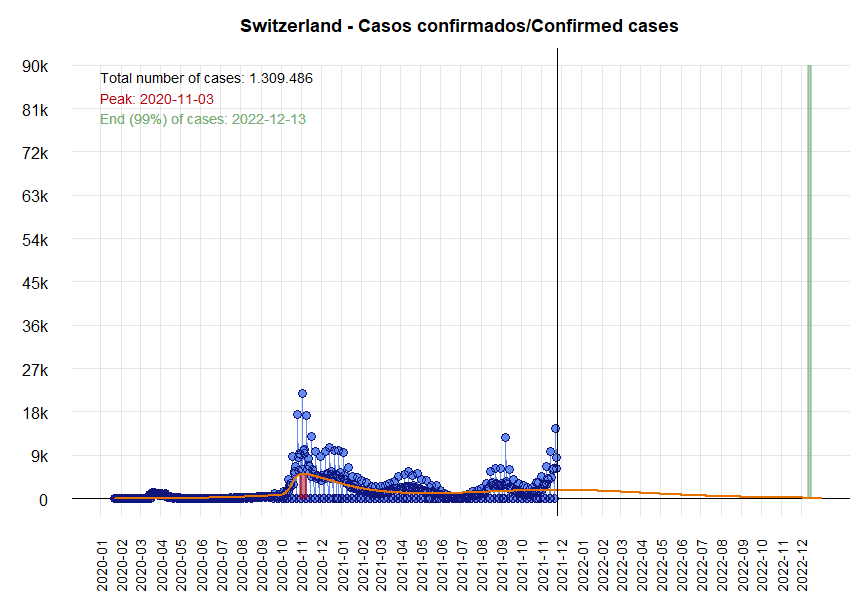 Switzerland - Casos confirmados/Confirmed cases
90k
81k
72k
63k
54k
45k
36k
27k
18k
9k
0
Total number of cases: 1.309.486
Peak: 2020-11-03
End (99%) of cases: 2022-12-13
2020-01
2020-02
2020-03
2020-04
2020-05
2020-06
2020-07
2020-08
2020-09
2020-10
2020-11
2020-12
2021-01
2021-02
2021-03
2021-04
2021-05
2021-06
2021-07
2021-08
2021-09
2021-10
2021-11
2021-12
2022-01
2022-02
2022-03
2022-04
2022-05
2022-06
2022-07
2022-08
2022-09
2022-10
2022-11
2022-12